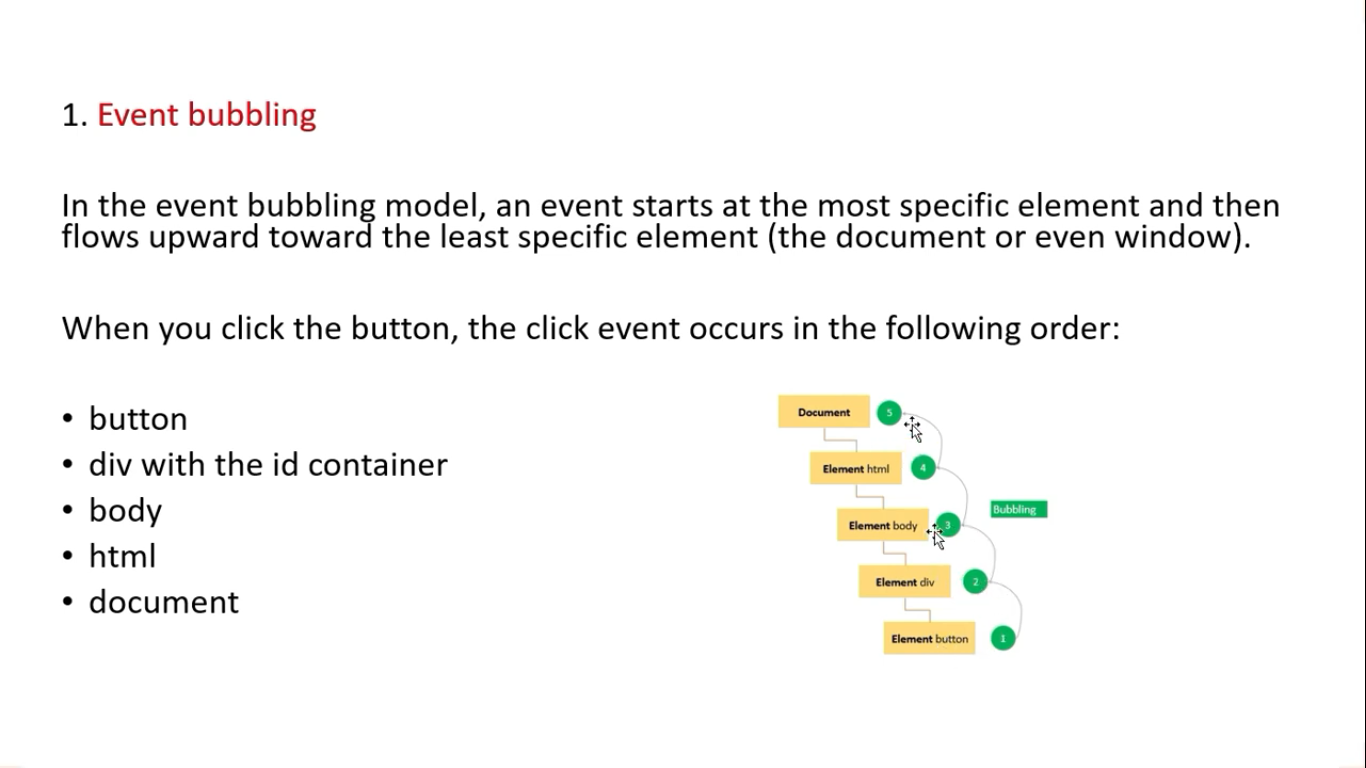 1. Event bubbling
In the event bubbling model, an event starts at the most specific element and then
flows upward toward the least specific element (the document or even window).
When you click the button, the click event occurs in the following order:
• button
• div with the id container
• body
• html
• document
Document 5
Element html 4
Bubbling
Element body 3
Element div 2
Element button 1